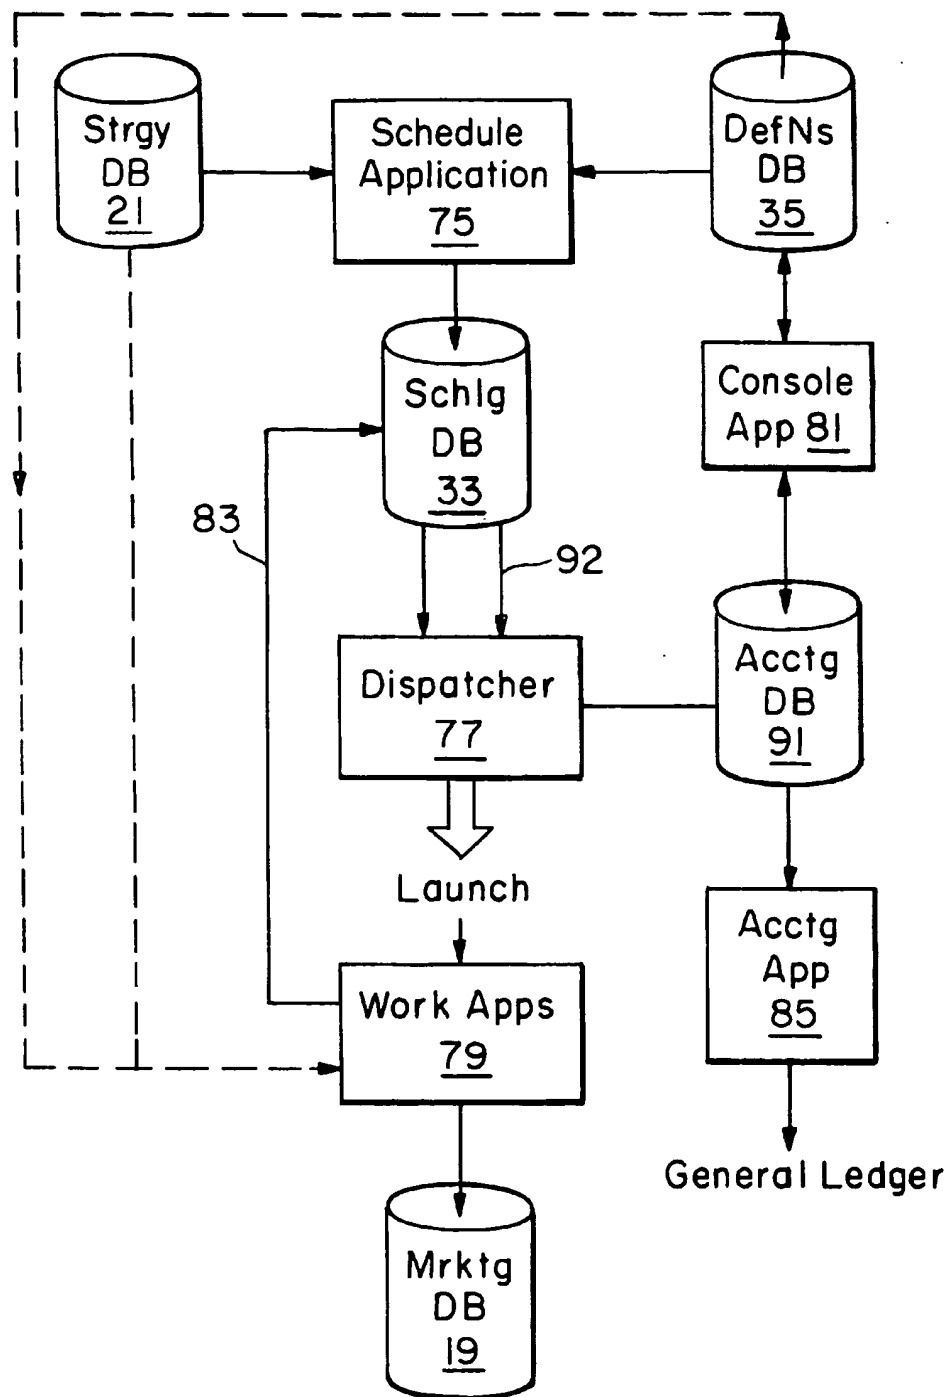 Strgy
DB
21
Schedule
Application
75
DefNs
DB
35
Schlg
DB
33
Console
App 81
83
92
Dispatcher
77
Acctg
DB
91
Launch
Work Apps
79
Acctg
App
85
General Ledger
Mrktg
DB
19